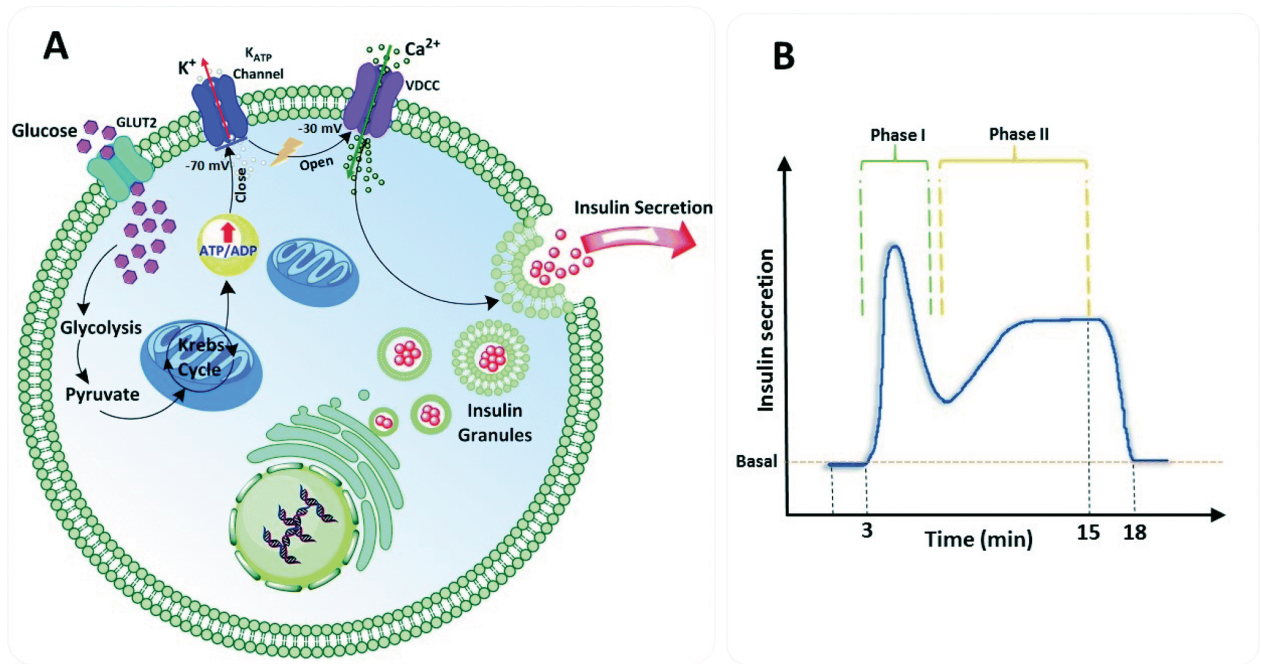 A
K⁺
K_ATP
Channel
Ca²⁺
VDCC
Glucose
GLUT2
-70 mV
-30 mV
Open
Close
ATP/ADP
Insulin Secretion
Glycolysis
Krebs
Cycle
Pyruvate
Insulin
Granules
B
Phase I
Phase II
Insulin secretion
Basal
3
Time (min)
15
18